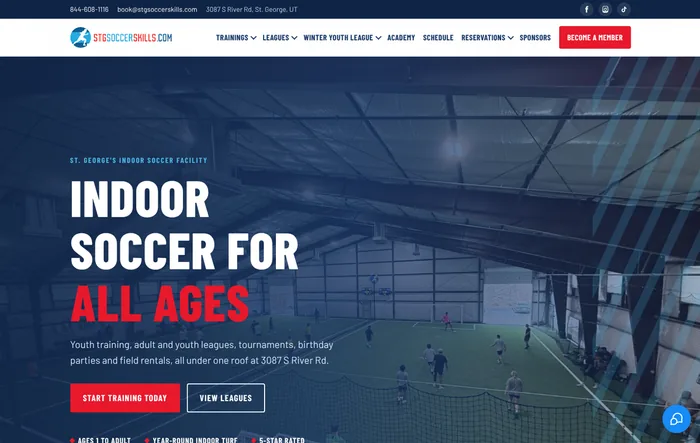 844-608-1116 book@stgsoccerskills.com 3087 S River Rd, St. George, UT
STGSOCCERSKILLS.COM
TRAININGS LEAGUES WINTER YOUTH LEAGUE ACADEMY SCHEDULE RESERVATIONS SPONSORS BECOME A MEMBER
ST. GEORGE'S INDOOR SOCCER FACILITY
INDOOR
SOCCER FOR
ALL AGES
Youth training, adult and youth leagues, tournaments, birthday
parties and field rentals, all under one roof at 3087 S River Rd.
START TRAINING TODAY VIEW LEAGUES
AGES 1 TO ADULT YEAR-ROUND INDOOR TURF 5-STAR RATED